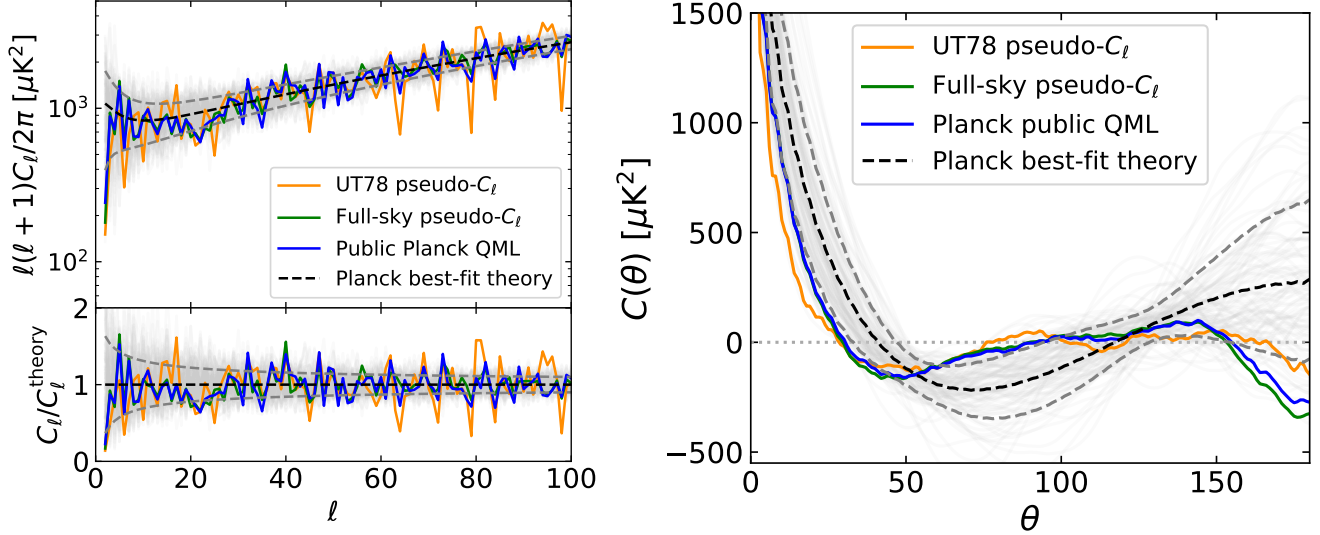 ℓ(ℓ + 1)Cℓ/2π [μK²]
10³
10²
UT78 pseudo-Cℓ
Full-sky pseudo-Cℓ
Public Planck QML
Planck best-fit theory
Cℓ/Cℓ^theory
2
2
1
0
0 20 40 60 80 100
ℓ
C(θ) [μK²]
1500
1000
500
0
−500
UT78 pseudo-Cℓ
Full-sky pseudo-Cℓ
Planck public QML
Planck best-fit theory
0 50 100 150
θ